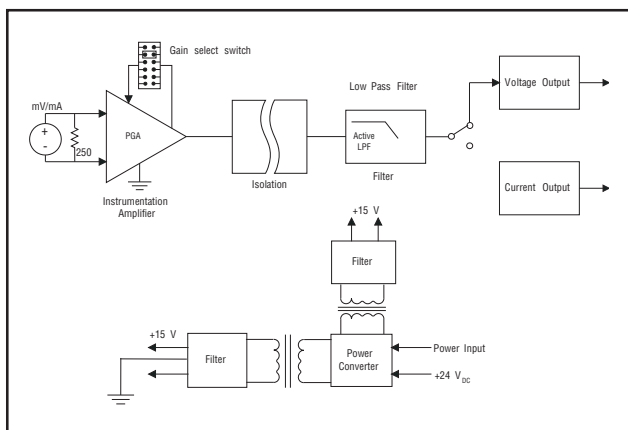 Gain select switch
mV/mA
+
-
250
PGA
Instrumentation
Amplifier
Isolation
Low Pass Filter
Active
LPF
Filter
Voltage Output
Current Output
+15 V
Filter
+15 V
Filter
Power
Converter
Power Input
+24 VDC